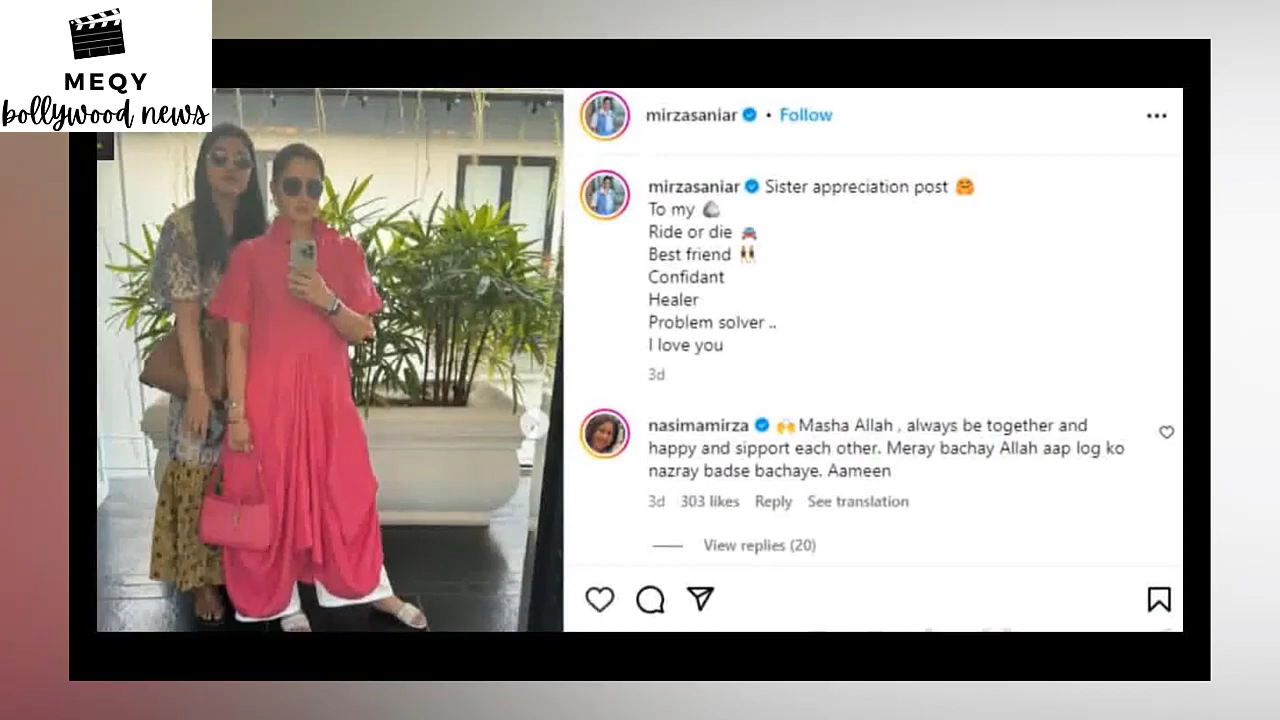 MEQY
bollywood news
mirzasaniar • Follow
mirzasaniar Sister appreciation post 🤗
To my 🪨
Ride or die 🚘
Best friend 👯
Confidant
Healer
Problem solver ..
I love you
3d
nasimamirza 🙌 Masha Allah , always be together and
happy and sipport each other. Meray bachay Allah aap log ko
nazray badse bachaye. Aameen
3d 303 likes Reply See translation
View replies (20)